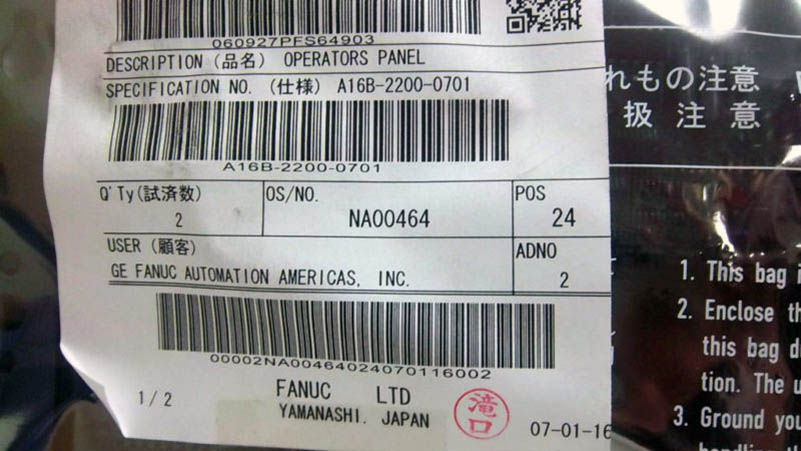 060927PFS64903
DESCRIPTION (品名) OPERATORS PANEL
SPECIFICATION NO. (仕様) A16B-2200-0701
A16B-2200-0701
Q'Ty(試済数) OS/NO. POS
2 NA00464 24
USER (顧客) ADNO
GE FANUC AUTOMATION AMERICAS, INC. 2
00002NA00464024070116002
1/2 FANUC LTD
YAMANASHI. JAPAN
滝口
07-01-16
れもの注意
扱注意
1. This bag
2. Enclose
this bag
tion. The
3. Ground